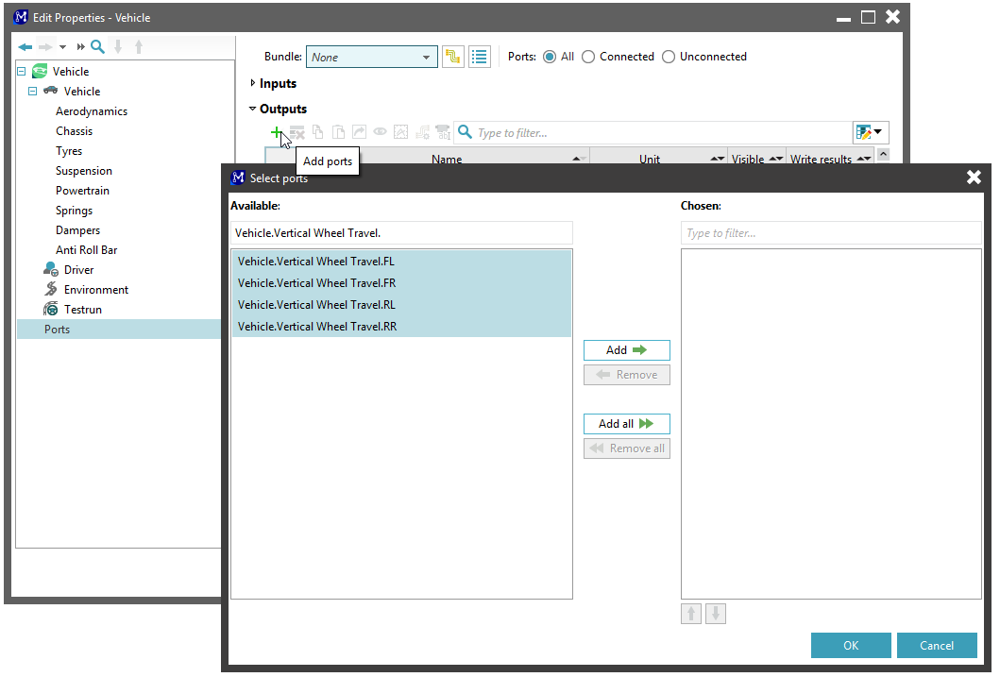 Edit Properties - Vehicle
Bundle: None Ports: All Connected Unconnected
Vehicle
Vehicle
Aerodynamics
Chassis
Tyres
Suspension
Powertrain
Springs
Dampers
Anti Roll Bar
Driver
Environment
Testrun
Ports
Inputs
Outputs
Type to filter...
Add ports
Name Unit Visible Write results
Select ports
Available:
Vehicle.Vertical Wheel Travel.
Vehicle.Vertical Wheel Travel.FL
Vehicle.Vertical Wheel Travel.FR
Vehicle.Vertical Wheel Travel.RL
Vehicle.Vertical Wheel Travel.RR
Add
Remove
Add all
Remove all
Chosen:
Type to filter...
OK Cancel